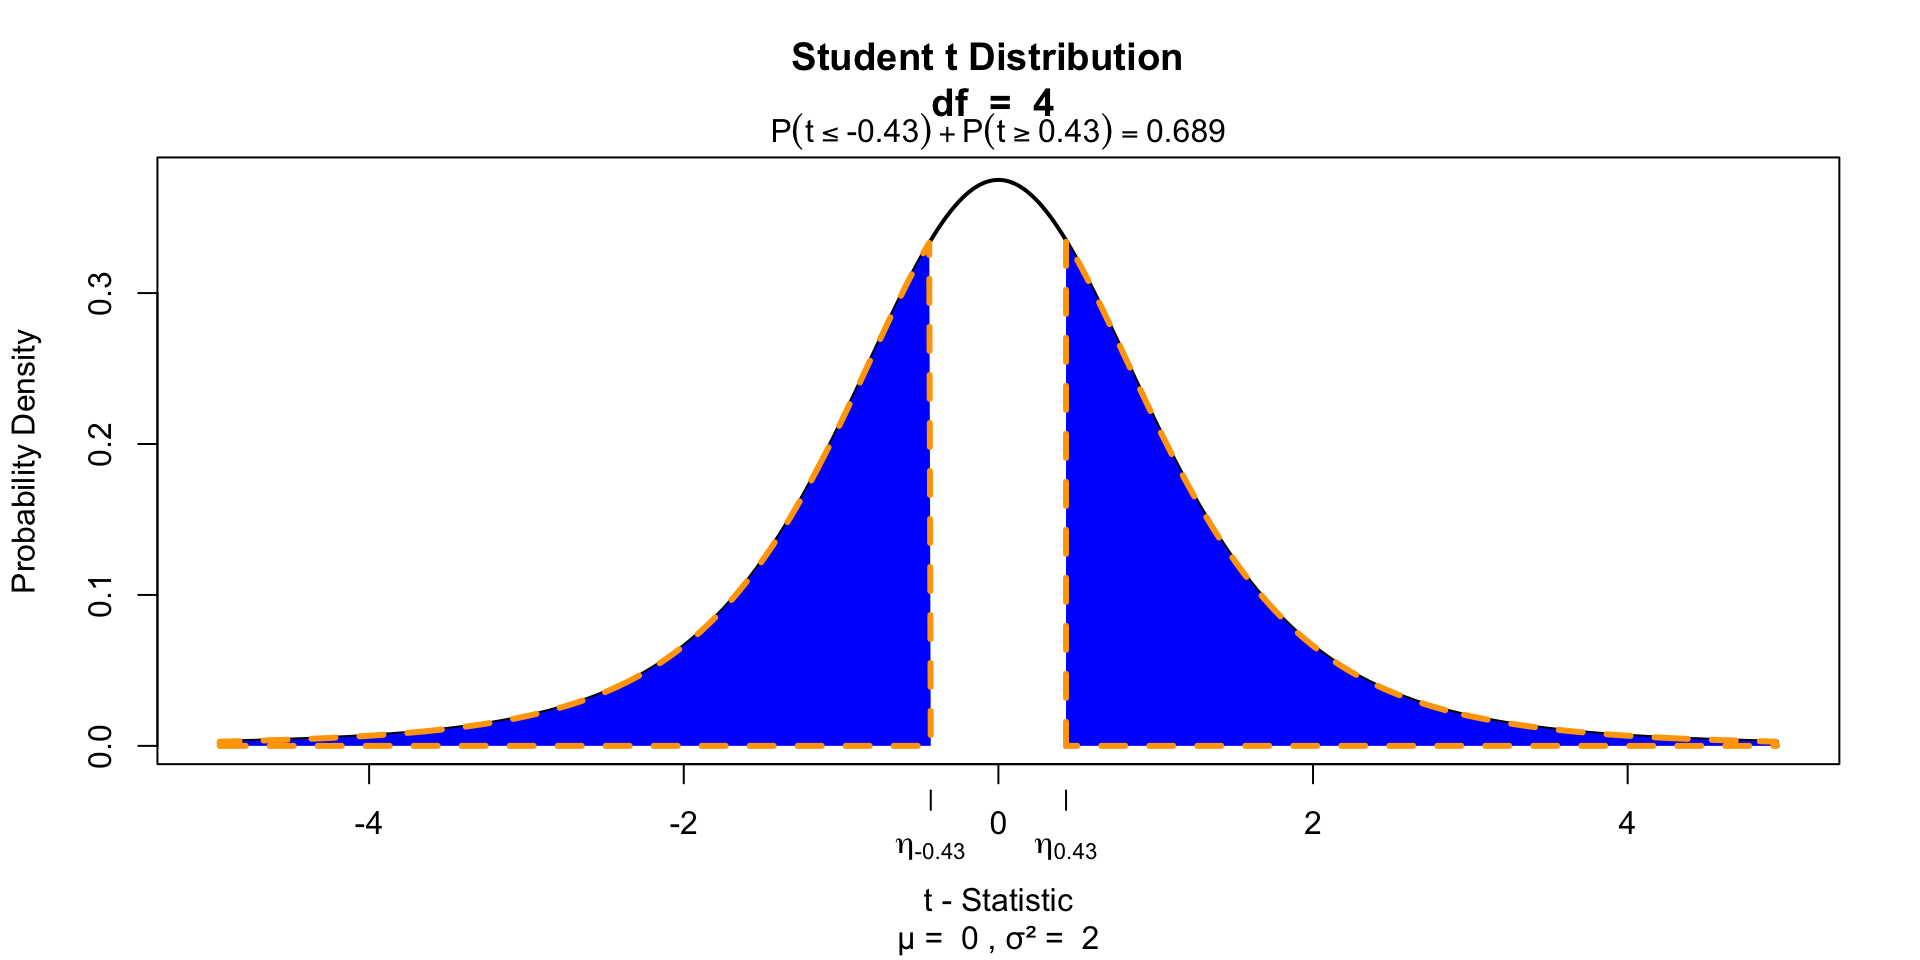 Student t Distribution
df = 4
P(t ≤ -0.43) + P(t ≥ 0.43) = 0.689
Probability Density
0.3
0.2
0.1
0.0
-4 -2 0 2 4
η-0.43 η0.43
t - Statistic
μ = 0 , σ² = 2